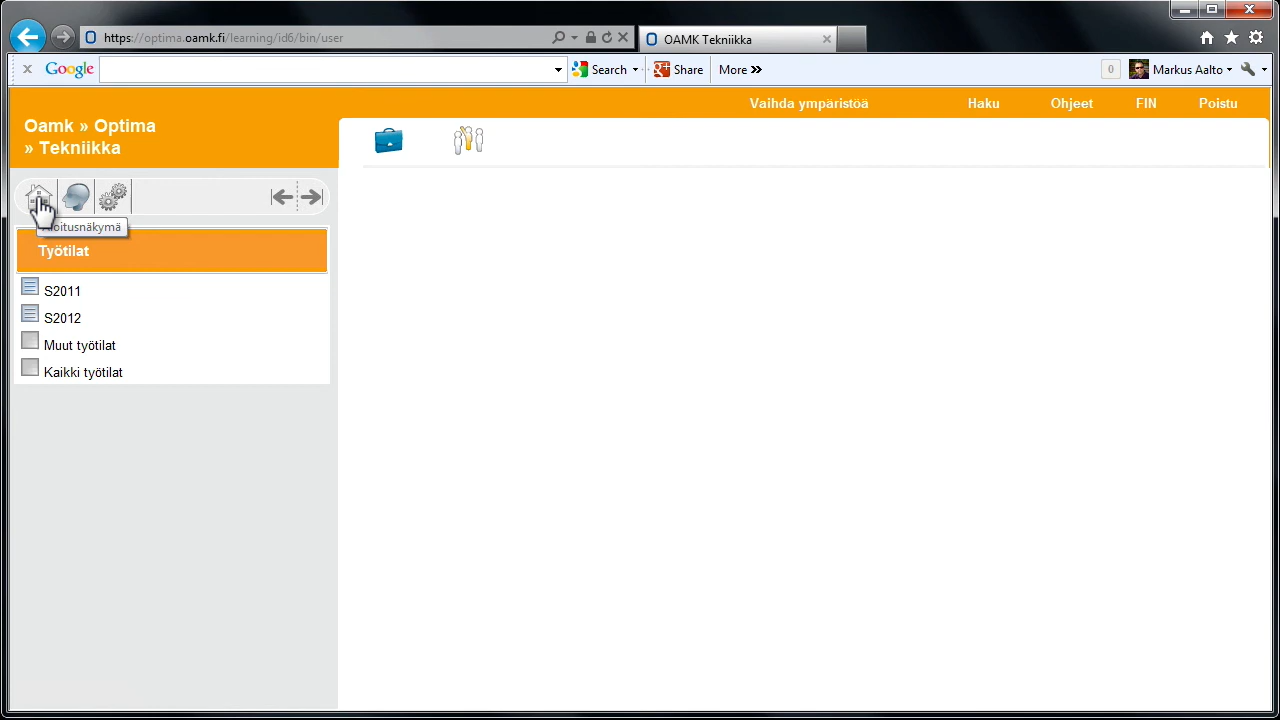 https://optima.oamk.fi/learning/id6/bin/user
OAMK Tekniikka
Google
Search
Share
More »
0
Markus Aalto
Vaihda ympäristöä
Haku
Ohjeet
FIN
Poistu
Oamk » Optima
» Tekniikka
Työtilat
S2011
S2012
Muut työtilat
Kaikki työtilat